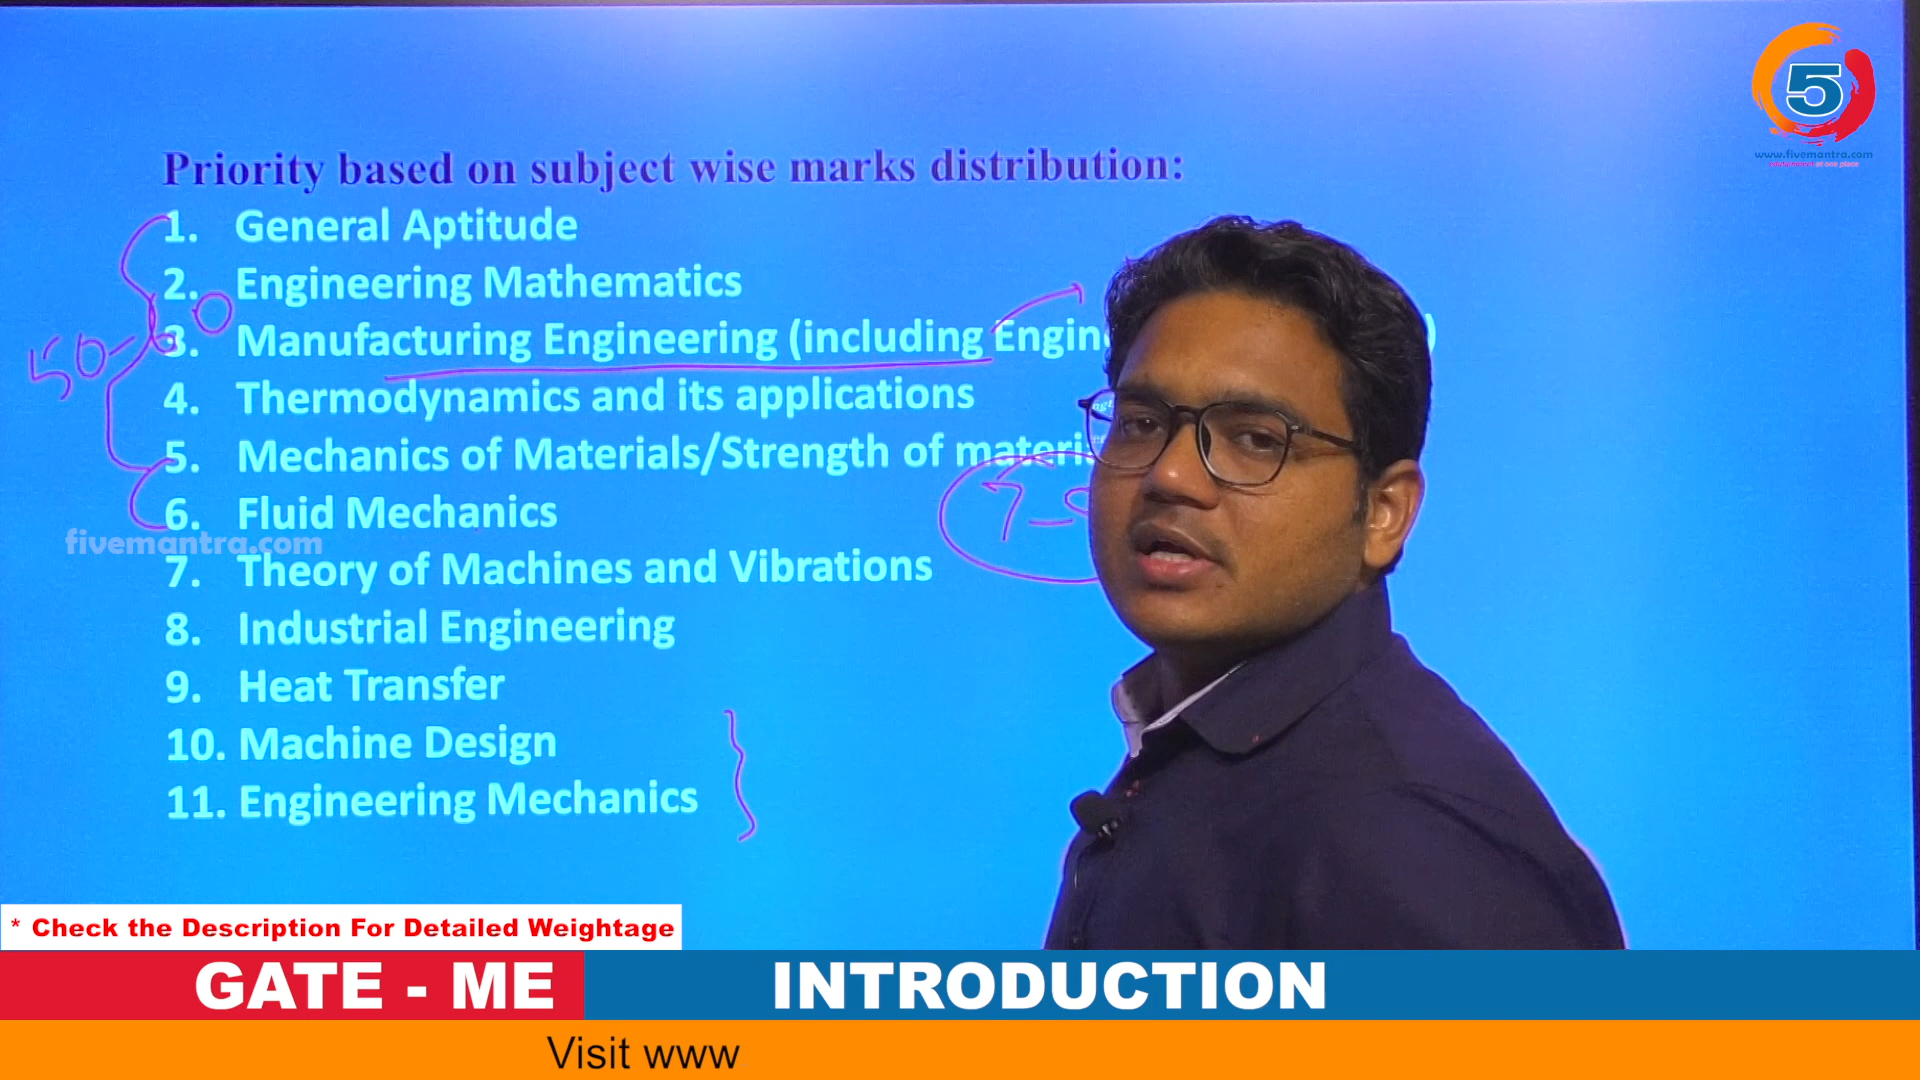 5
www.fivemantra.com
Priority based on subject wise marks distribution:
1. General Aptitude
2. Engineering Mathematics
3. Manufacturing Engineering (including Engin )
50-60
4. Thermodynamics and its applications
5. Mechanics of Materials/Strength of materi
6. Fluid Mechanics
7-
fivemantra.com
7. Theory of Machines and Vibrations
8. Industrial Engineering
9. Heat Transfer
10. Machine Design
11. Engineering Mechanics
* Check the Description For Detailed Weightage
GATE - ME INTRODUCTION
Visit www